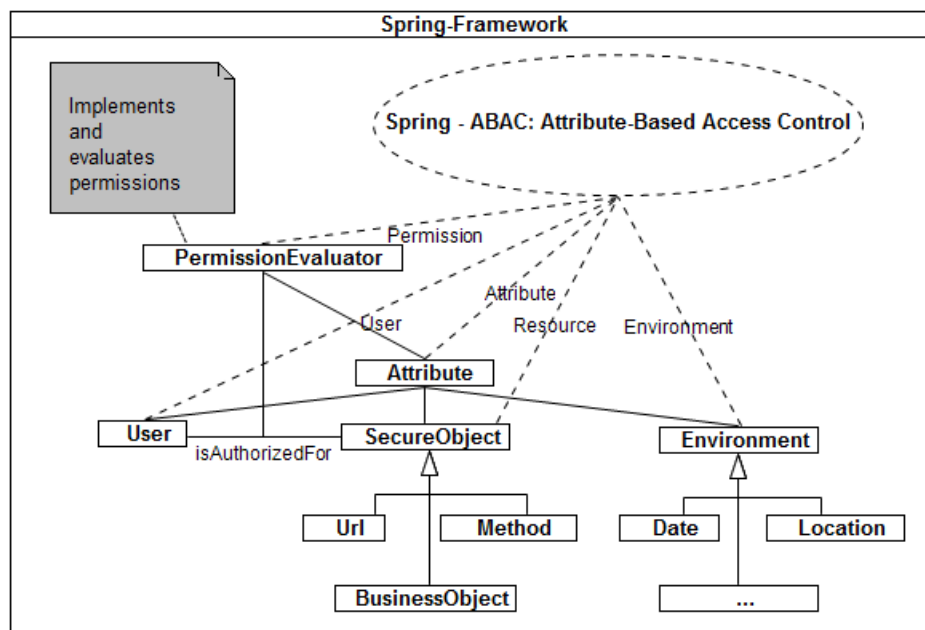 Spring-Framework
Implements
and
evaluates
permissions
Spring - ABAC: Attribute-Based Access Control
Permission
PermissionEvaluator
Attribute
User
Resource
Environment
Attribute
User
isAuthorizedFor
SecureObject
Environment
Url
Method
Date
Location
BusinessObject
...